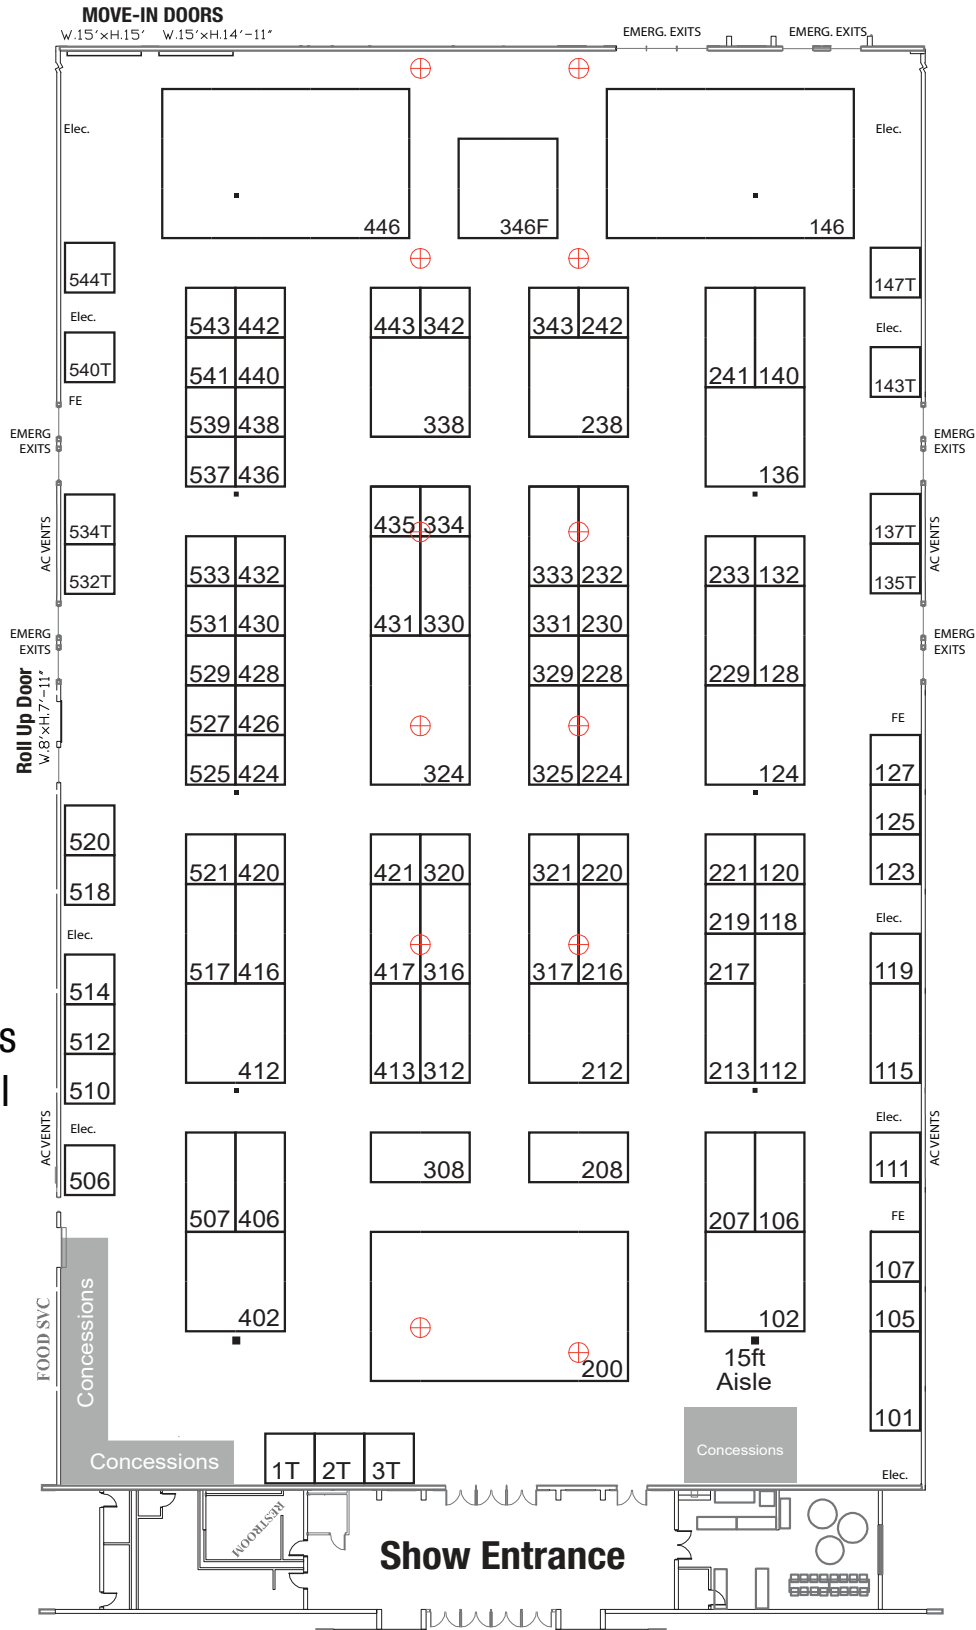 MOVE-IN DOORS
W.15'×H.15' W.15'×H.14'-11"
EMERG. EXITS
EMERG. EXITS
Elec.
Elec.
446
346F
146
544T
147T
Elec.
543 442
443 342
343 242
Elec.
540T
541 440
241 140
143T
FE
539 438
338
238
EMERG
EXITS
EMERG
EXITS
537 436
136
AC VENTS
534T
435 334
137T
AC VENTS
532T
533 432
333 232
233 132
135T
EMERG
EXITS
531 430
431 330
331 230
EMERG
EXITS
529 428
329 228
229 128
Roll Up Door
W.8'×H.7'-11"
527 426
FE
525 424
324
325 224
124
127
125
520
521 420
421 320
321 220
221 120
123
518
219 118
Elec.
Elec.
517 416
417 316
317 216
217
119
514
s
512
l
510
412
413 312
212
213 112
115
Elec.
Elec.
AC VENTS
506
308
208
111
AC VENTS
507 406
207 106
FE
107
FOOD SVC
Concessions
402
102
105
15ft
Aisle
200
101
Concessions
1T 2T 3T
Concessions
Elec.
RESTROOM
Show Entrance